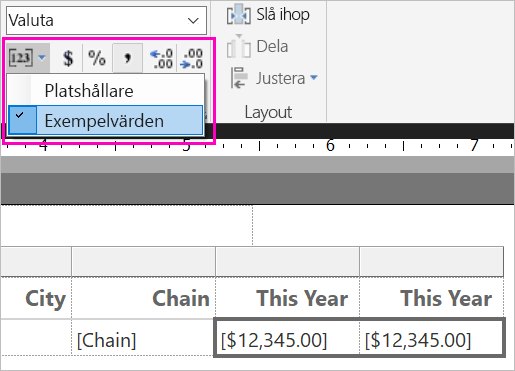 Valuta
Slå ihop
[123] $ % , .0 .00 .00 .0
Dela
Platshållare
Justera
Exempelvärden
Layout
4 5 6 7
City Chain This Year This Year
[Chain] [$12,345.00] [$12,345.00]